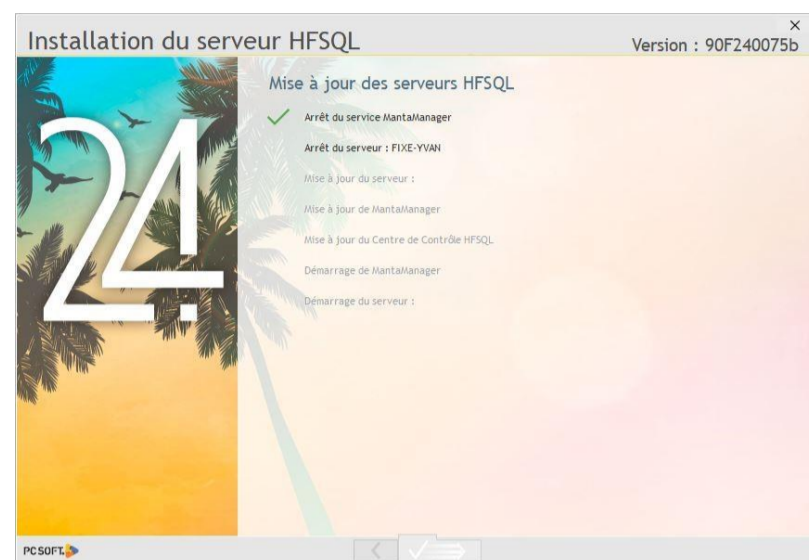 Installation du serveur HFSQL
Version : 90F240075b
24
Mise à jour des serveurs HFSQL
Arrêt du service MantaManager
Arrêt du serveur : FIXE-YVAN
Mise à jour du serveur :
Mise à jour de MantaManager
Mise à jour du Centre de Contrôle HFSQL
Démarrage de MantaManager
Démarrage du serveur :
PC SOFT